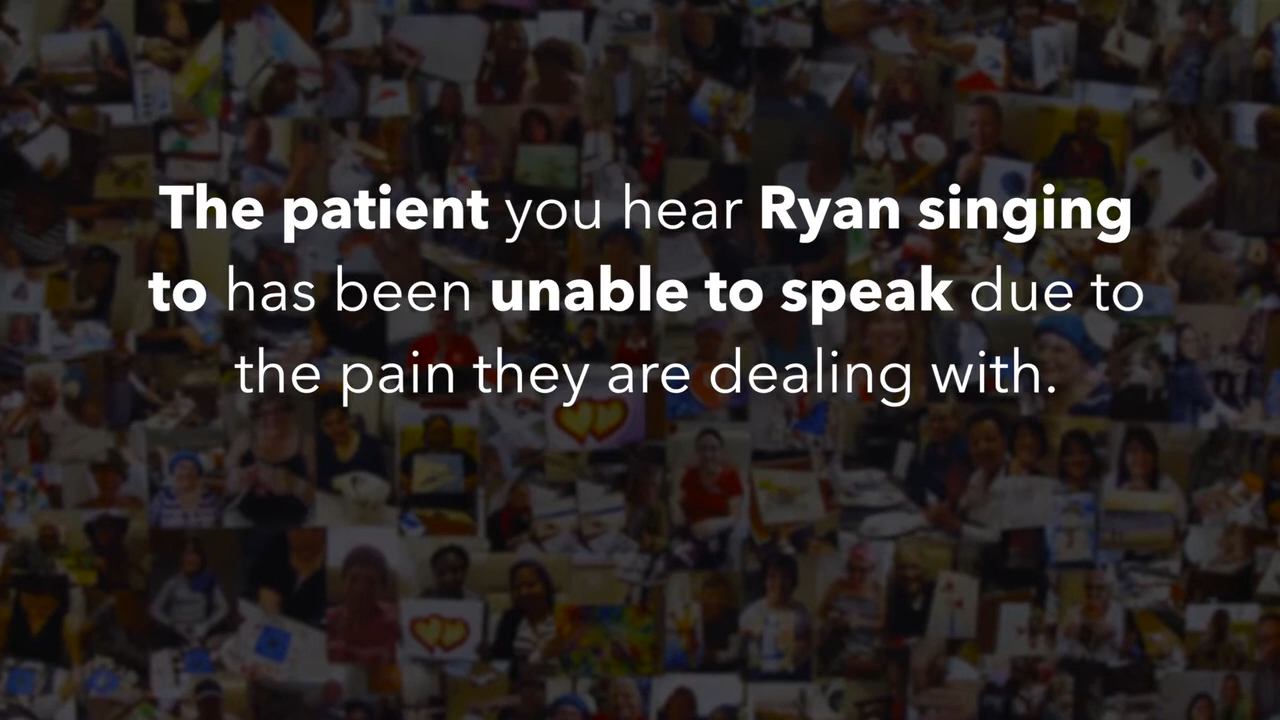 The patient you hear Ryan singing
to has been unable to speak due to
the pain they are dealing with.